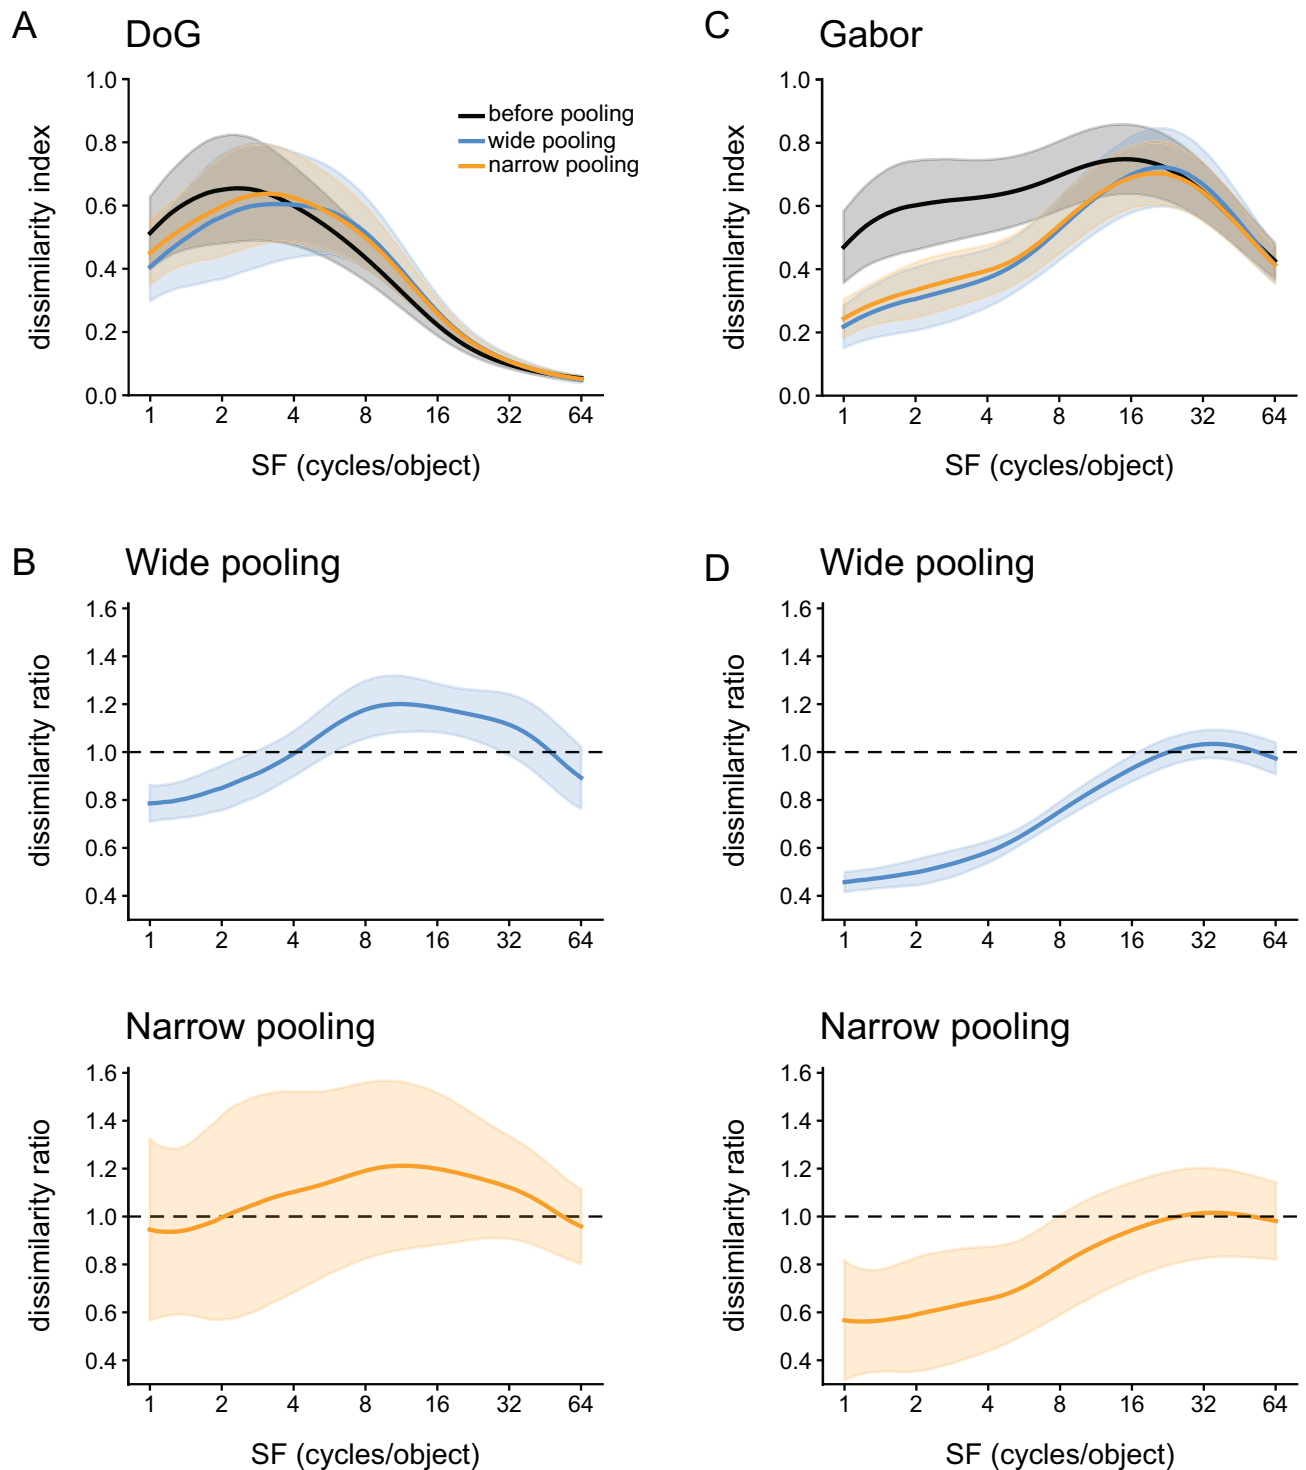 A
DoG
1.0
0.8
0.6
0.4
0.2
0.0
dissimilarity index
before pooling
wide pooling
narrow pooling
1 2 4 8 16 32 64
SF (cycles/object)
B
Wide pooling
1.6
1.4
1.2
1.0
0.8
0.6
0.4
dissimilarity ratio
1 2 4 8 16 32 64
Narrow pooling
1.6
1.4
1.2
1.0
0.8
0.6
0.4
dissimilarity ratio
1 2 4 8 16 32 64
SF (cycles/object)
C
Gabor
1.0
0.8
0.6
0.4
0.2
0.0
dissimilarity index
1 2 4 8 16 32 64
SF (cycles/object)
D
Wide pooling
1.6
1.4
1.2
1.0
0.8
0.6
0.4
dissimilarity ratio
1 2 4 8 16 32 64
Narrow pooling
1.6
1.4
1.2
1.0
0.8
0.6
0.4
dissimilarity ratio
1 2 4 8 16 32 64
SF (cycles/object)